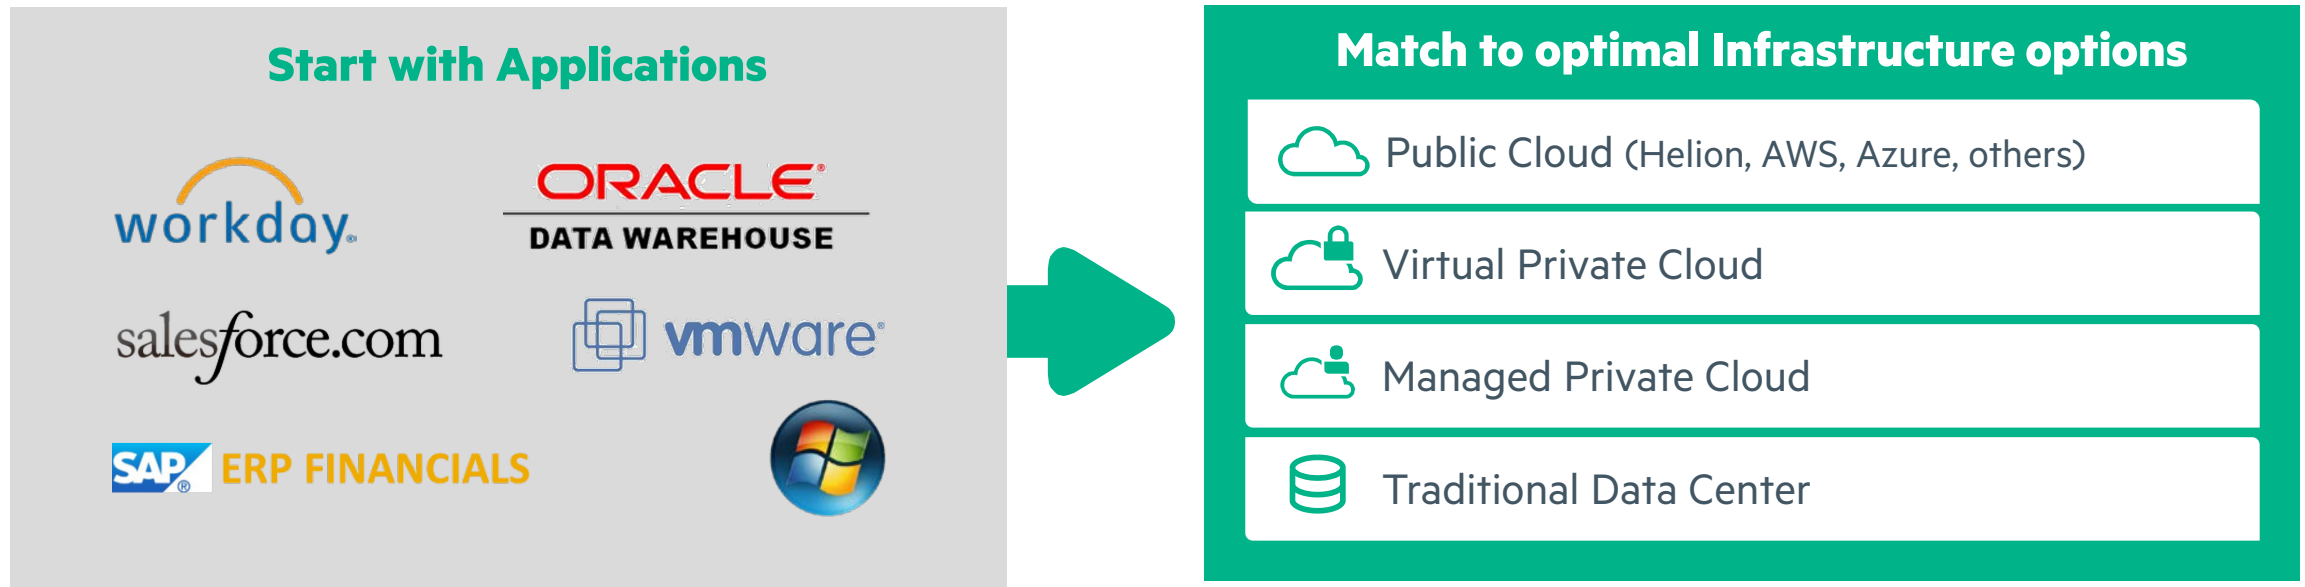 Start with Applications
workday®
ORACLE®
DATA WAREHOUSE
salesforce.com
vmware®
SAP® ERP FINANCIALS
Match to optimal Infrastructure options
Public Cloud (Helion, AWS, Azure, others)
Virtual Private Cloud
Managed Private Cloud
Traditional Data Center